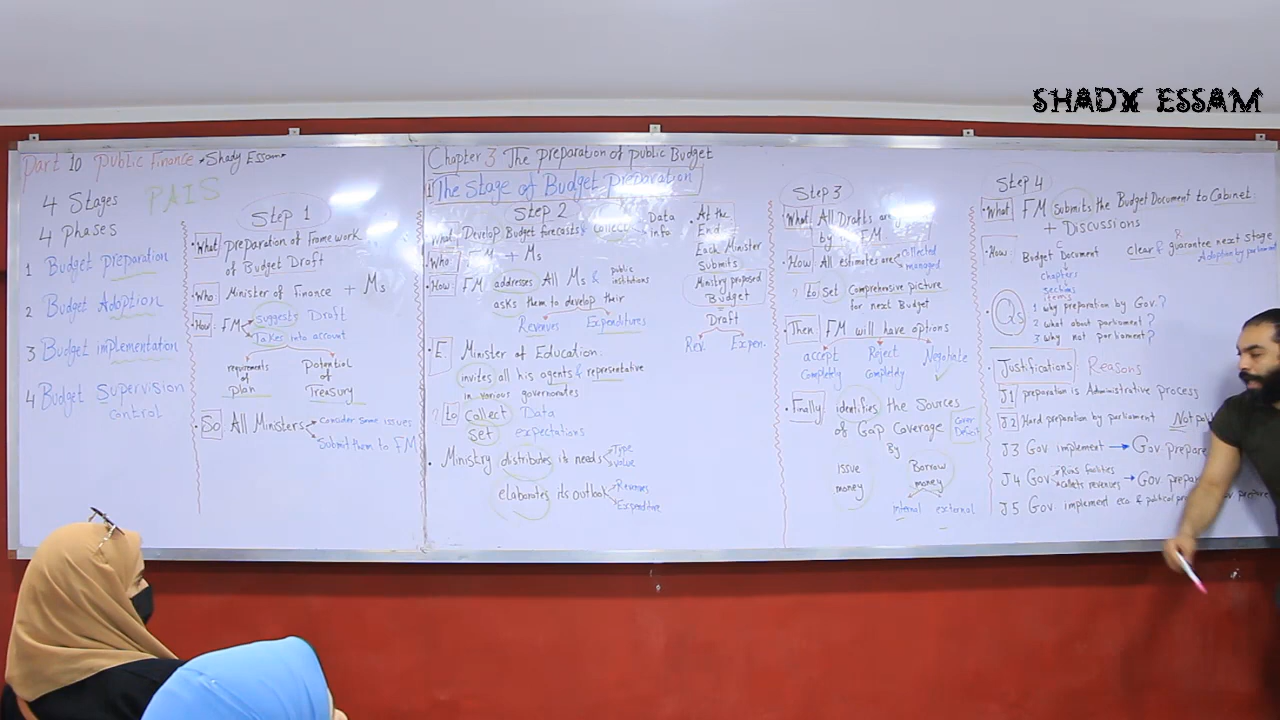 SHADY ESSAM
Part 10 Public Finance Shady Essam
4 Stages
PAIS
4 Phases
1 Budget preparation
2 Budget Adoption
3 Budget implementation
4 Budget Supervision
control
Step 1
What preparation of Framework
of Budget Draft
Who Minister of Finance + Ms
How FM suggests Draft
Takes into account
requirements of Plan
Potential of Treasury
So All Ministers Consider some issues
Submit them to FM
Chapter 3 The preparation of public Budget
1 The Stage of Budget Preparation
Step 2
What Develop Budget forecasts & collect Data
info.
Who FM + Ms
How FM addresses All Ms & public institutions
asks them to develop their
Revenues Expenditures
E. Minister of Education:
invites all his agents & representative
in various governorates
? to Collect Data
Set expectations
Ministry distributes its needs Type
value
elaborates its outlook Revenues
Expenditure
At the
End
Each Minister
Submits
Ministry proposed
Budget
Draft
Rev. Expen.
Step 3
What All Drafts are
by FM
How All estimates are collected
managed
? to Set Comprehensive picture
for next Budget
Then FM will have options
accept Completely
Reject Completely
Negotiate
Finally identifies the Sources
of Gap Coverage Cover Deficit
By
issue money
Borrow money
internal external
Step 4
What FM Submits the Budget Document to Cabinet
+ Discussions
How Budget Document clear & guarantee next stage
Adoption by parliament
chapters
sections
items
Qs
1 why preparation by Gov.?
2 what about parliament?
3 why not parliament?
Justifications Reasons
J1 preparation is Administrative process
J2 Hard preparation by parliament Not
J3 Gov implement → Gov prepare
J4 Gov Runs facilities
collects revenues → Gov prepar
J5 Gov implement eco. & political prepare